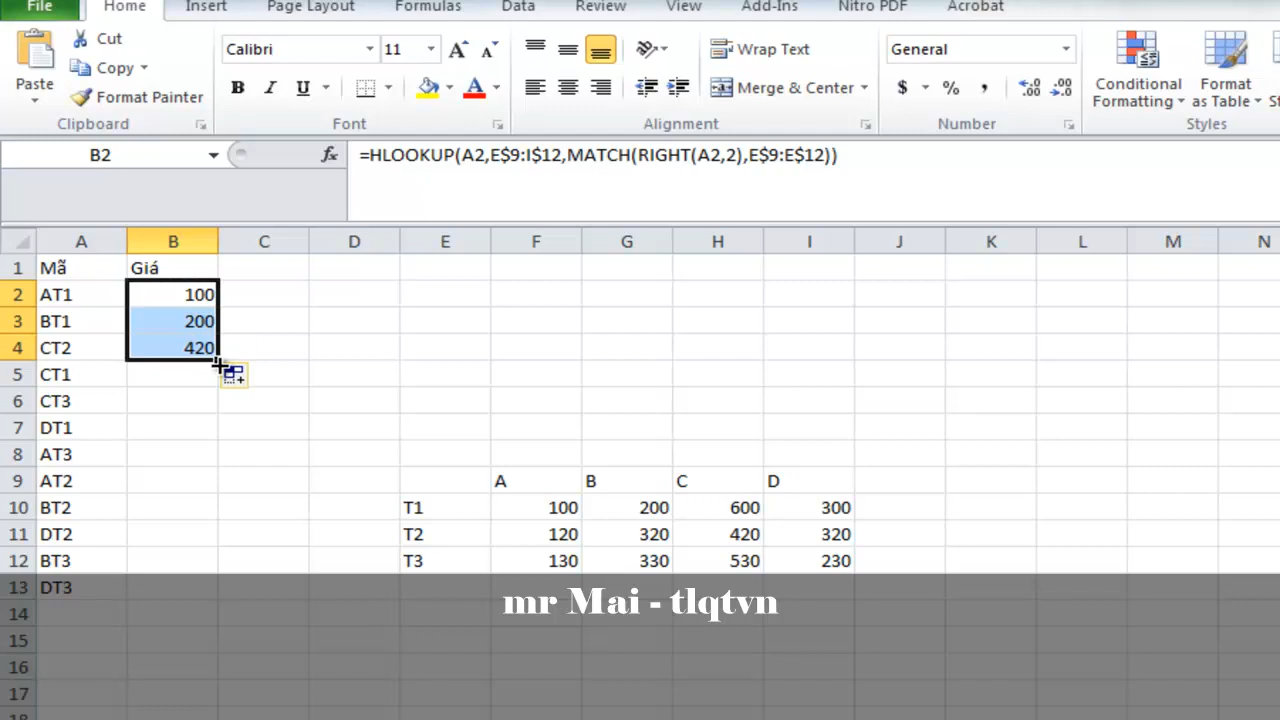 File Home Insert Page Layout Formulas Data Review View Add-Ins Nitro PDF Acrobat
Paste
Cut
Copy
Format Painter
Clipboard
Calibri 11 A A
B I U A
Font
Wrap Text
Merge & Center
Alignment
General
$ % ,
Number
Conditional Formatting
Format as Table
Styles
B2 fx =HLOOKUP(A2,E$9:I$12,MATCH(RIGHT(A2,2),E$9:E$12))
A B C D E F G H I J K L M N
1 Mã Giá
2 AT1 100
3 BT1 200
4 CT2 420
5 CT1
6 CT3
7 DT1
8 AT3
9 AT2 A B C D
10 BT2 T1 100 200 600 300
11 DT2 T2 120 320 420 320
12 BT3 T3 130 330 530 230
13 DT3
mr Mai - tlqtvn
14
15
16
17